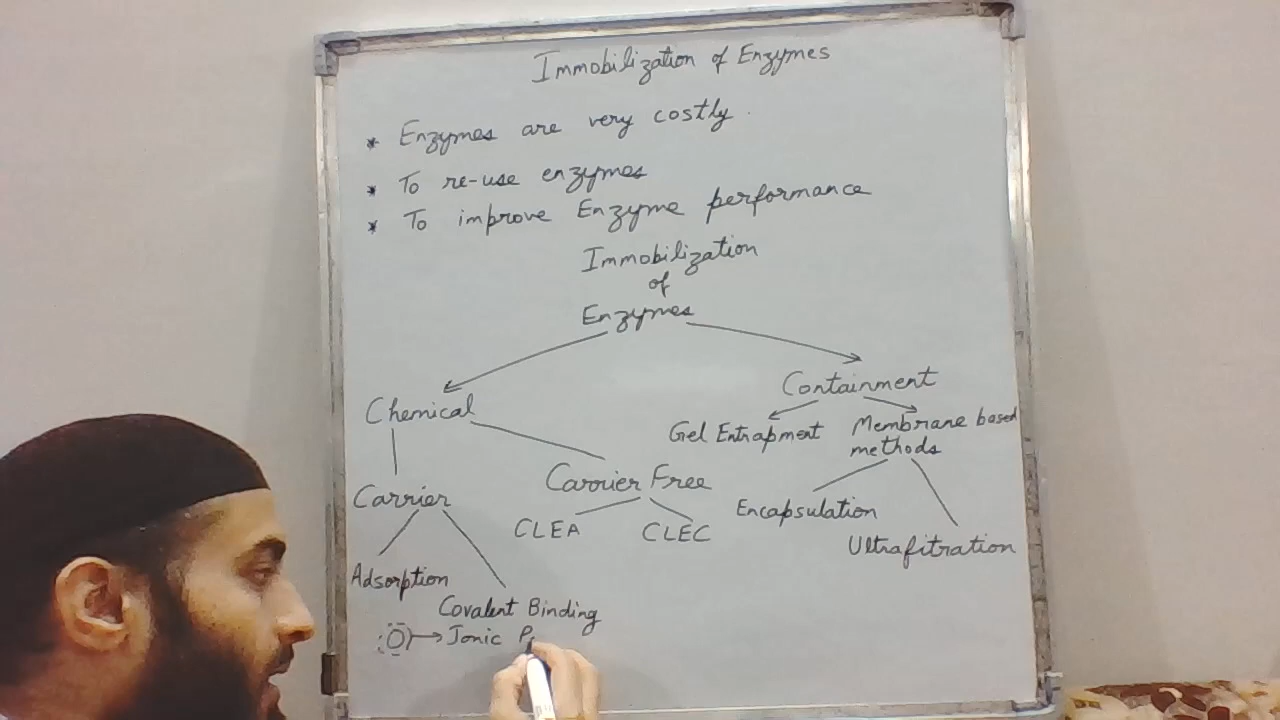 Immobilization of Enzymes
* Enzymes are very costly.
* To re-use enzymes
* To improve Enzyme performance
Immobilization
of
Enzymes
Chemical
Containment
Gel Entrapment
Membrane based
methods
Carrier
Carrier Free
Encapsulation
Ultrafitration
CLEA
CLEC
Adsorption
Covalent Binding
Ionic P